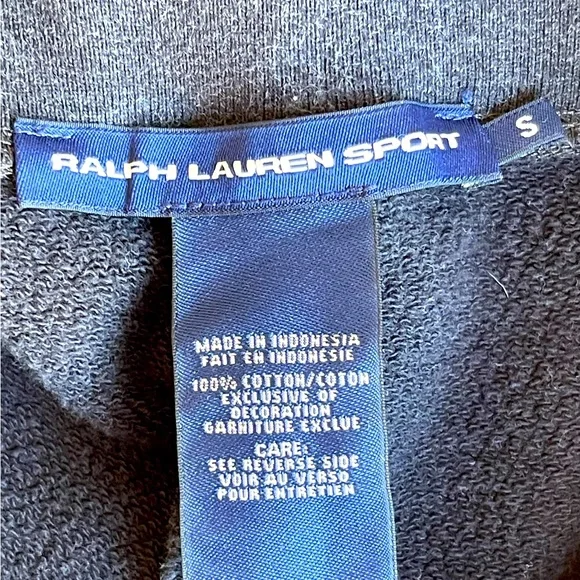 RALPH LAUREN SPORT
S
MADE IN INDONESIA
FAIT EN INDONÉSIE
100% COTTON/COTON
EXCLUSIVE OF
DECORATION
GARNITURE EXCLUE
CARE:
SEE REVERSE SIDE
VOIR AU VERSO
POUR ENTRETIEN